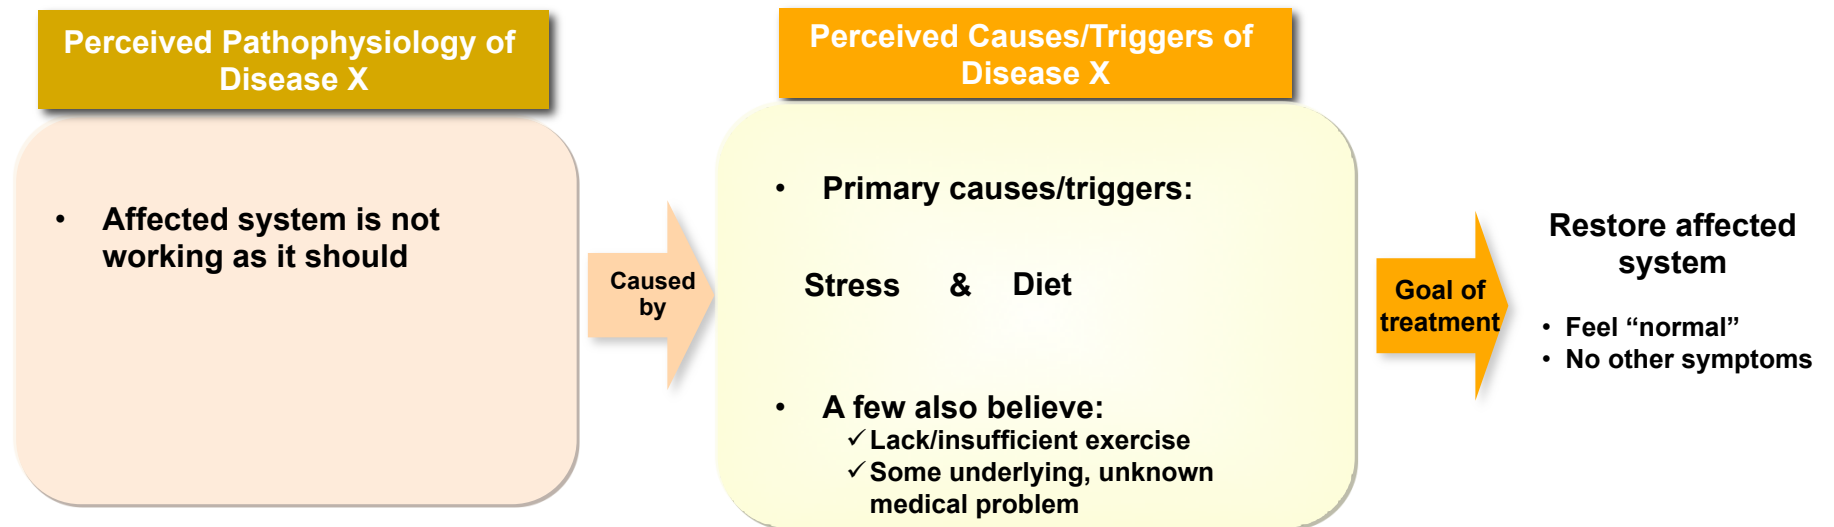 Perceived Pathophysiology of
Disease X
• Affected system is not
working as it should
Caused
by
Perceived Causes/Triggers of
Disease X
• Primary causes/triggers:
Stress & Diet
• A few also believe:
✓ Lack/insufficient exercise
✓ Some underlying, unknown
medical problem
Goal of
treatment
Restore affected
system
• Feel “normal”
• No other symptoms